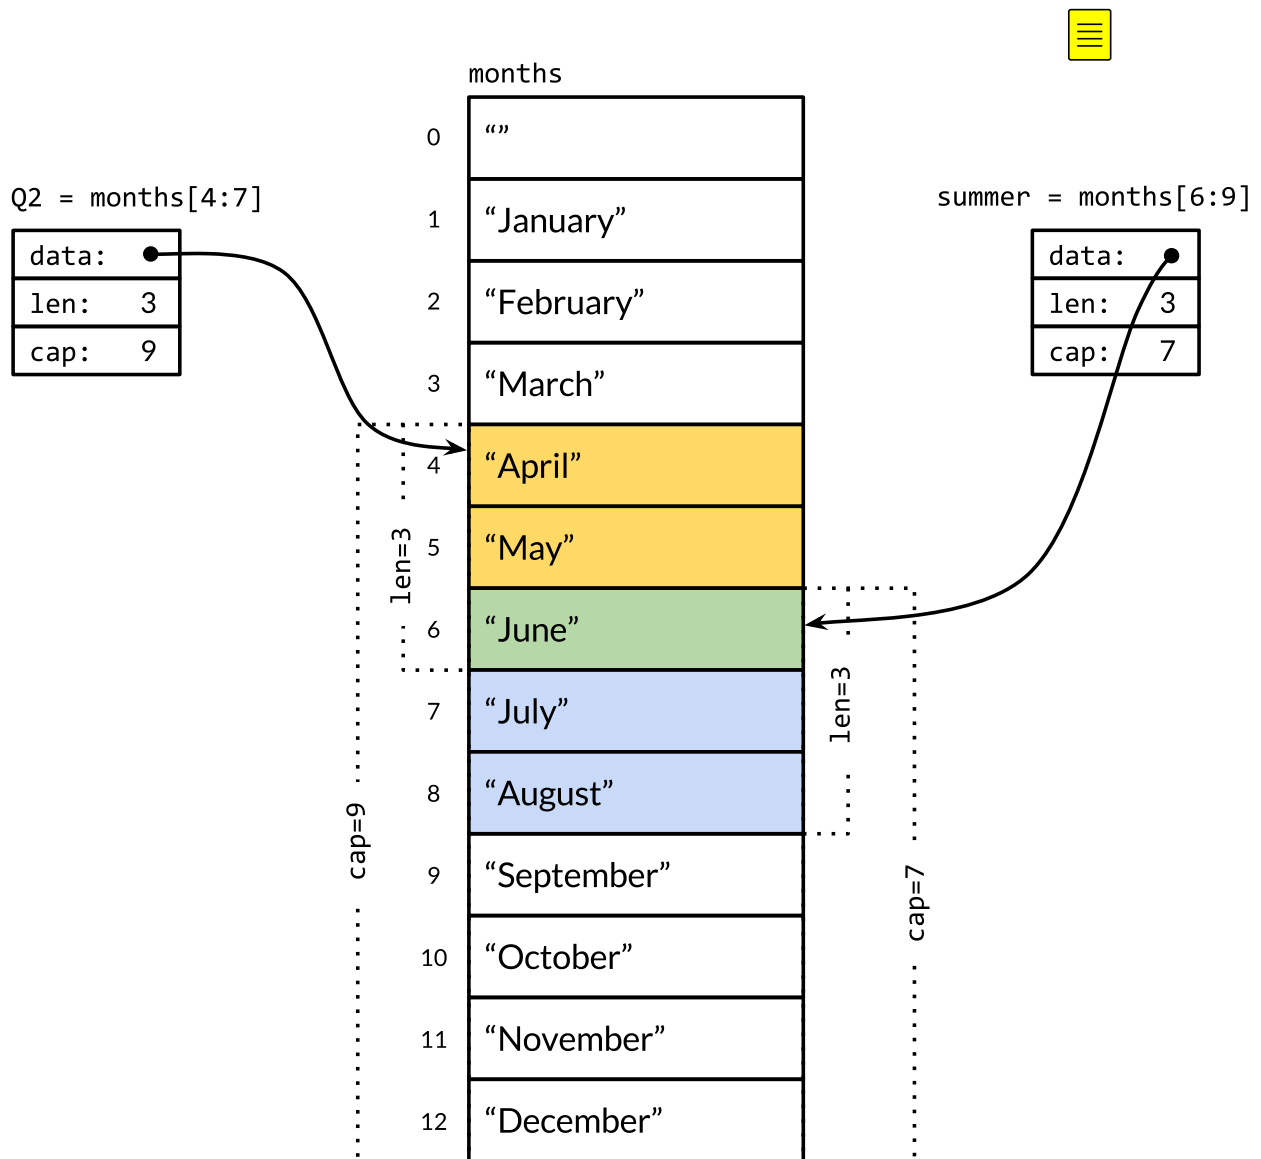 months
0 “”
Q2 = months[4:7]
data:
len: 3
cap: 9
summer = months[6:9]
data:
len: 3
cap: 7
1 “January”
2 “February”
3 “March”
4 “April”
5 “May”
6 “June”
7 “July”
8 “August”
9 “September”
10 “October”
11 “November”
12 “December”
len=3
cap=9
len=3
cap=7